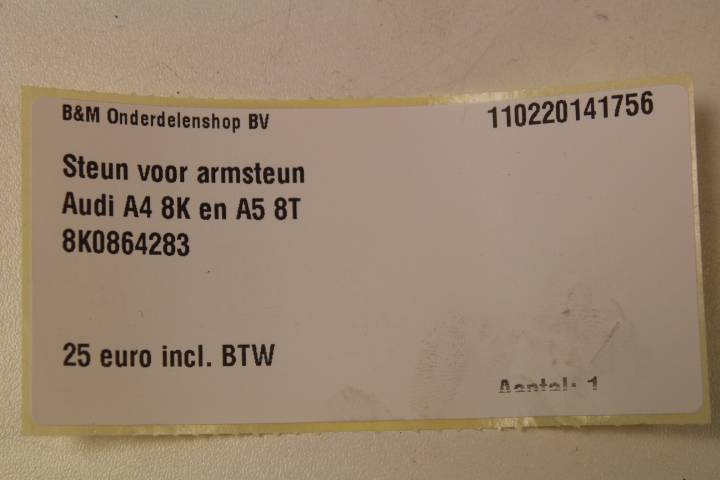 B&M Onderdelenshop BV
110220141756
Steun voor armsteun
Audi A4 8K en A5 8T
8K0864283
25 euro incl. BTW
Aantal: 1